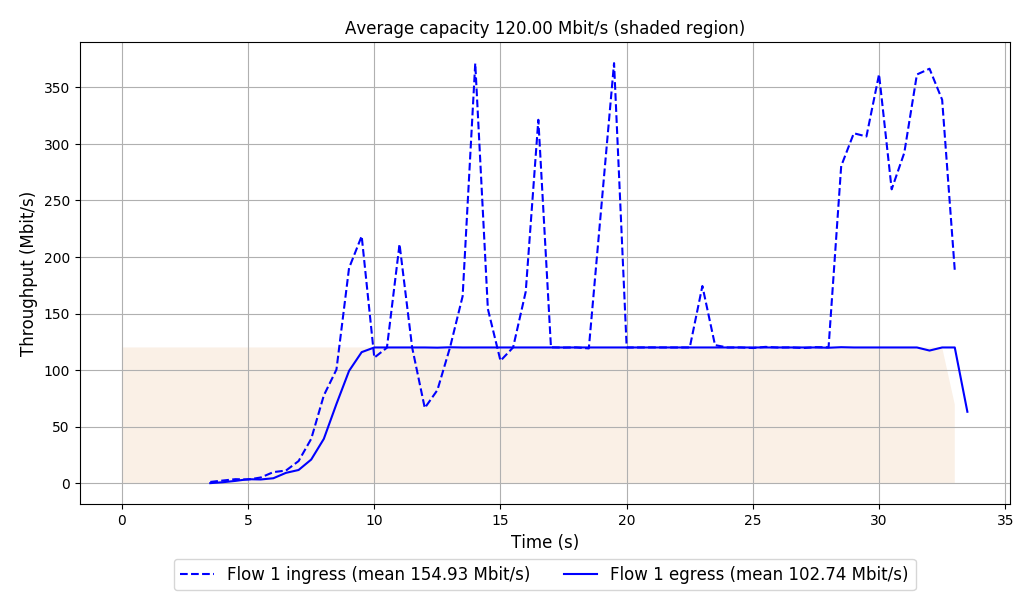 Average capacity 120.00 Mbit/s (shaded region)
Throughput (Mbit/s)
350
300
250
200
150
100
50
0
0 5 10 15 20 25 30 35
Time (s)
Flow 1 ingress (mean 154.93 Mbit/s) Flow 1 egress (mean 102.74 Mbit/s)